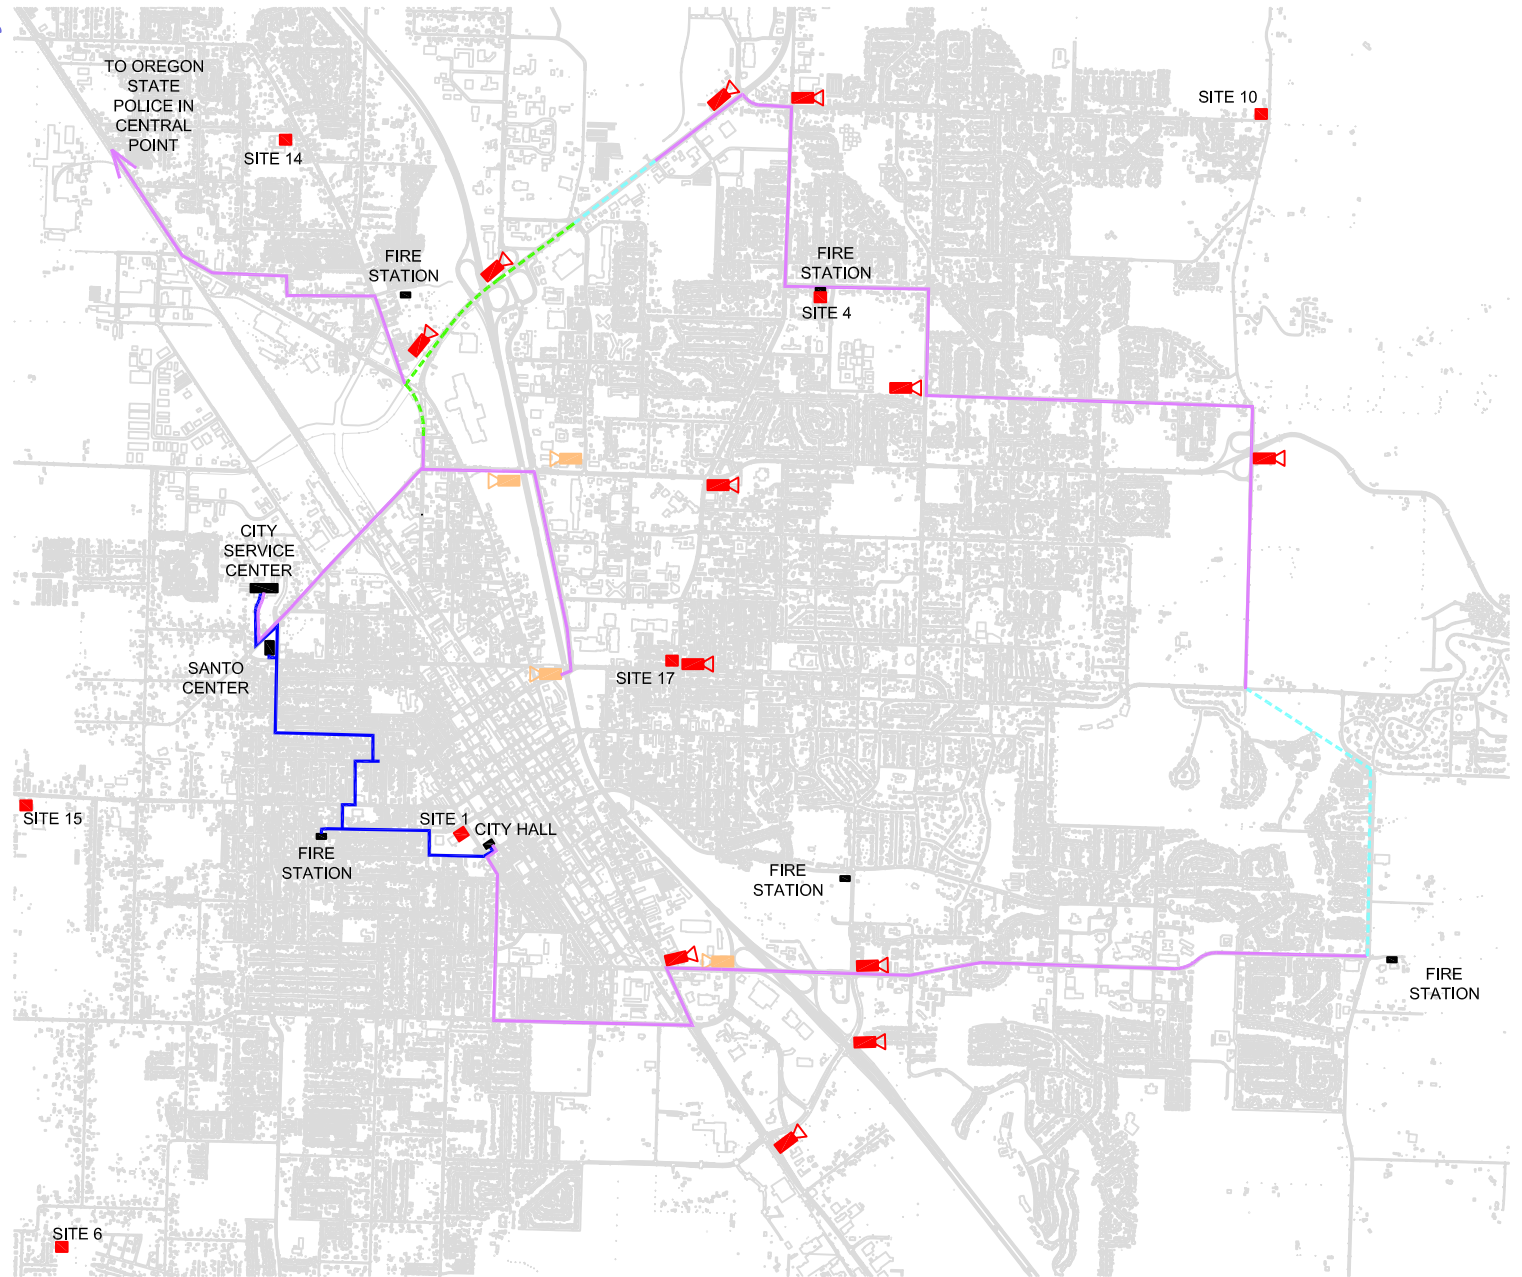 TO OREGON
STATE
POLICE IN
CENTRAL
POINT
SITE 14
SITE 10
FIRE
STATION
FIRE
STATION
SITE 4
CITY
SERVICE
CENTER
SANTO
CENTER
SITE 17
SITE 15
SITE 1
CITY HALL
FIRE
STATION
FIRE
STATION
FIRE
STATION
SITE 6